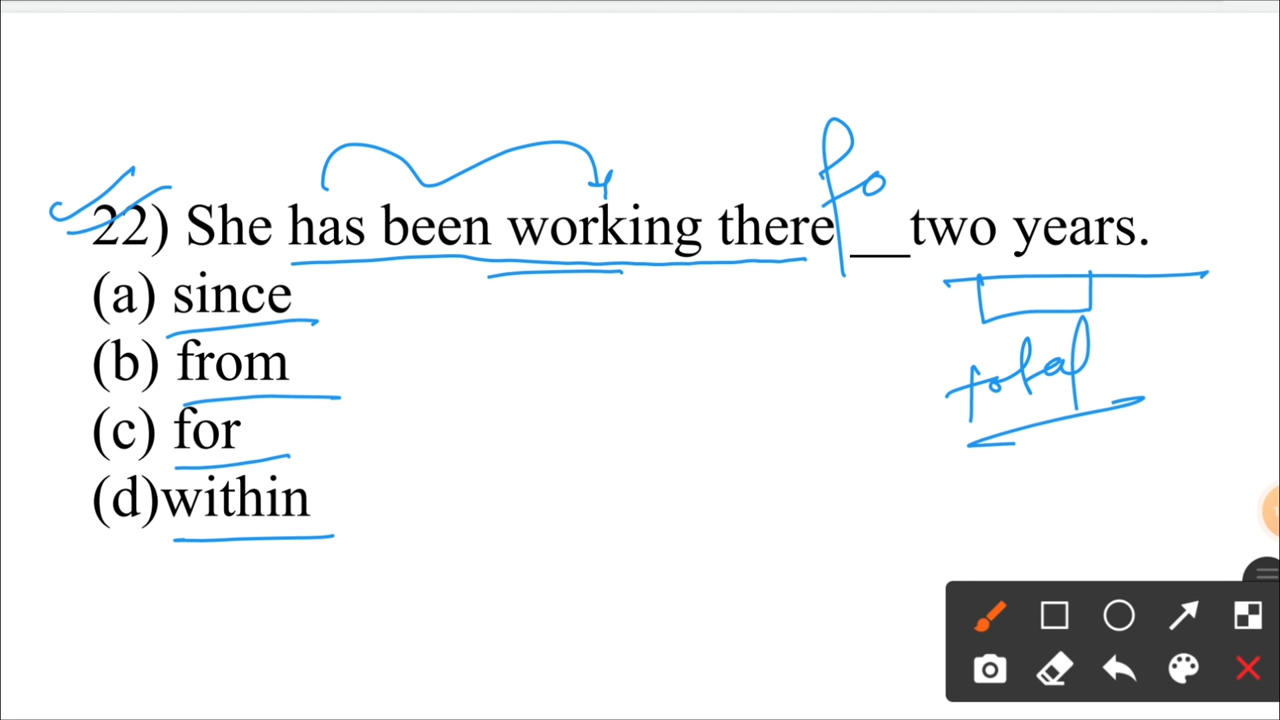 fo
22) She has been working there __two years.
(a) since
(b) from
(c) for
(d)within
total